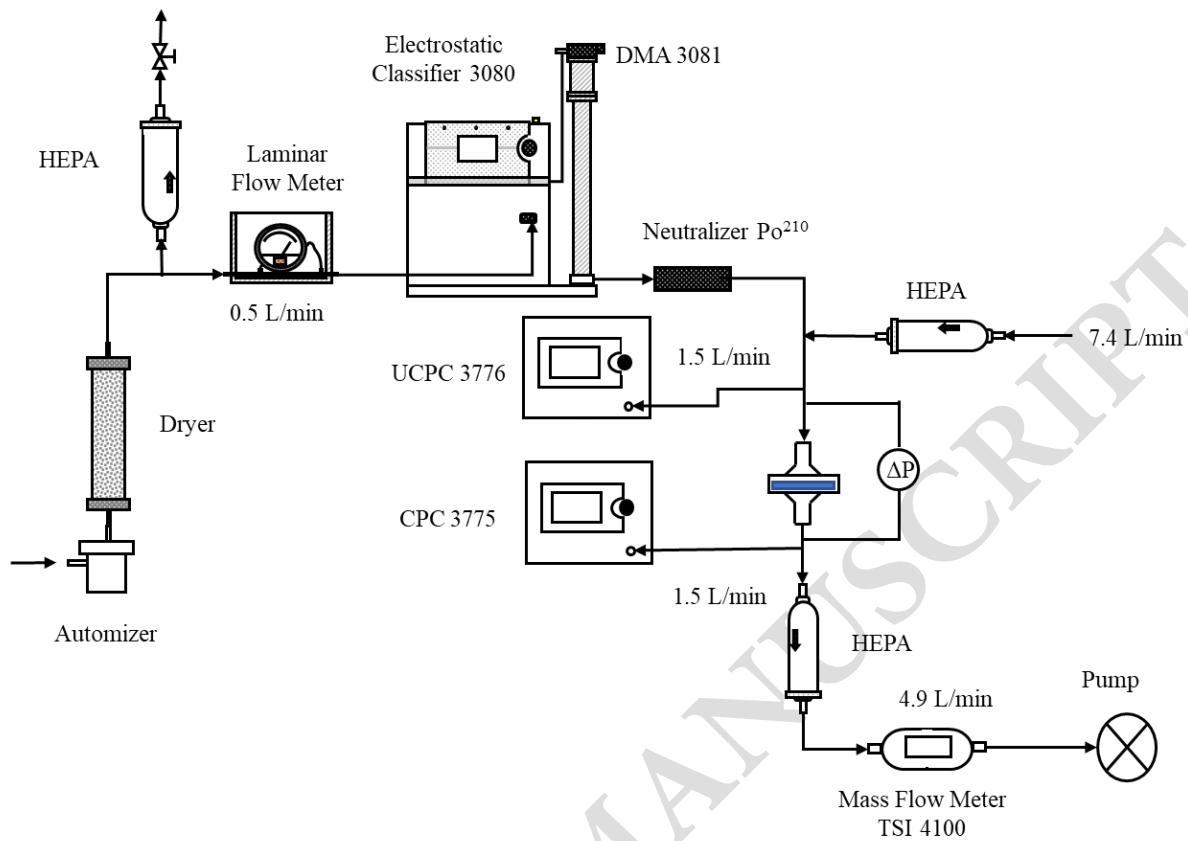 Electrostatic
Classifier 3080
DMA 3081
HEPA
Laminar
Flow Meter
0.5 L/min
Neutralizer Po²¹⁰
HEPA
7.4 L/min
UCPC 3776
1.5 L/min
Dryer
ΔP
CPC 3775
1.5 L/min
Automizer
HEPA
4.9 L/min
Pump
Mass Flow Meter
TSI 4100
MANUSCRIPT